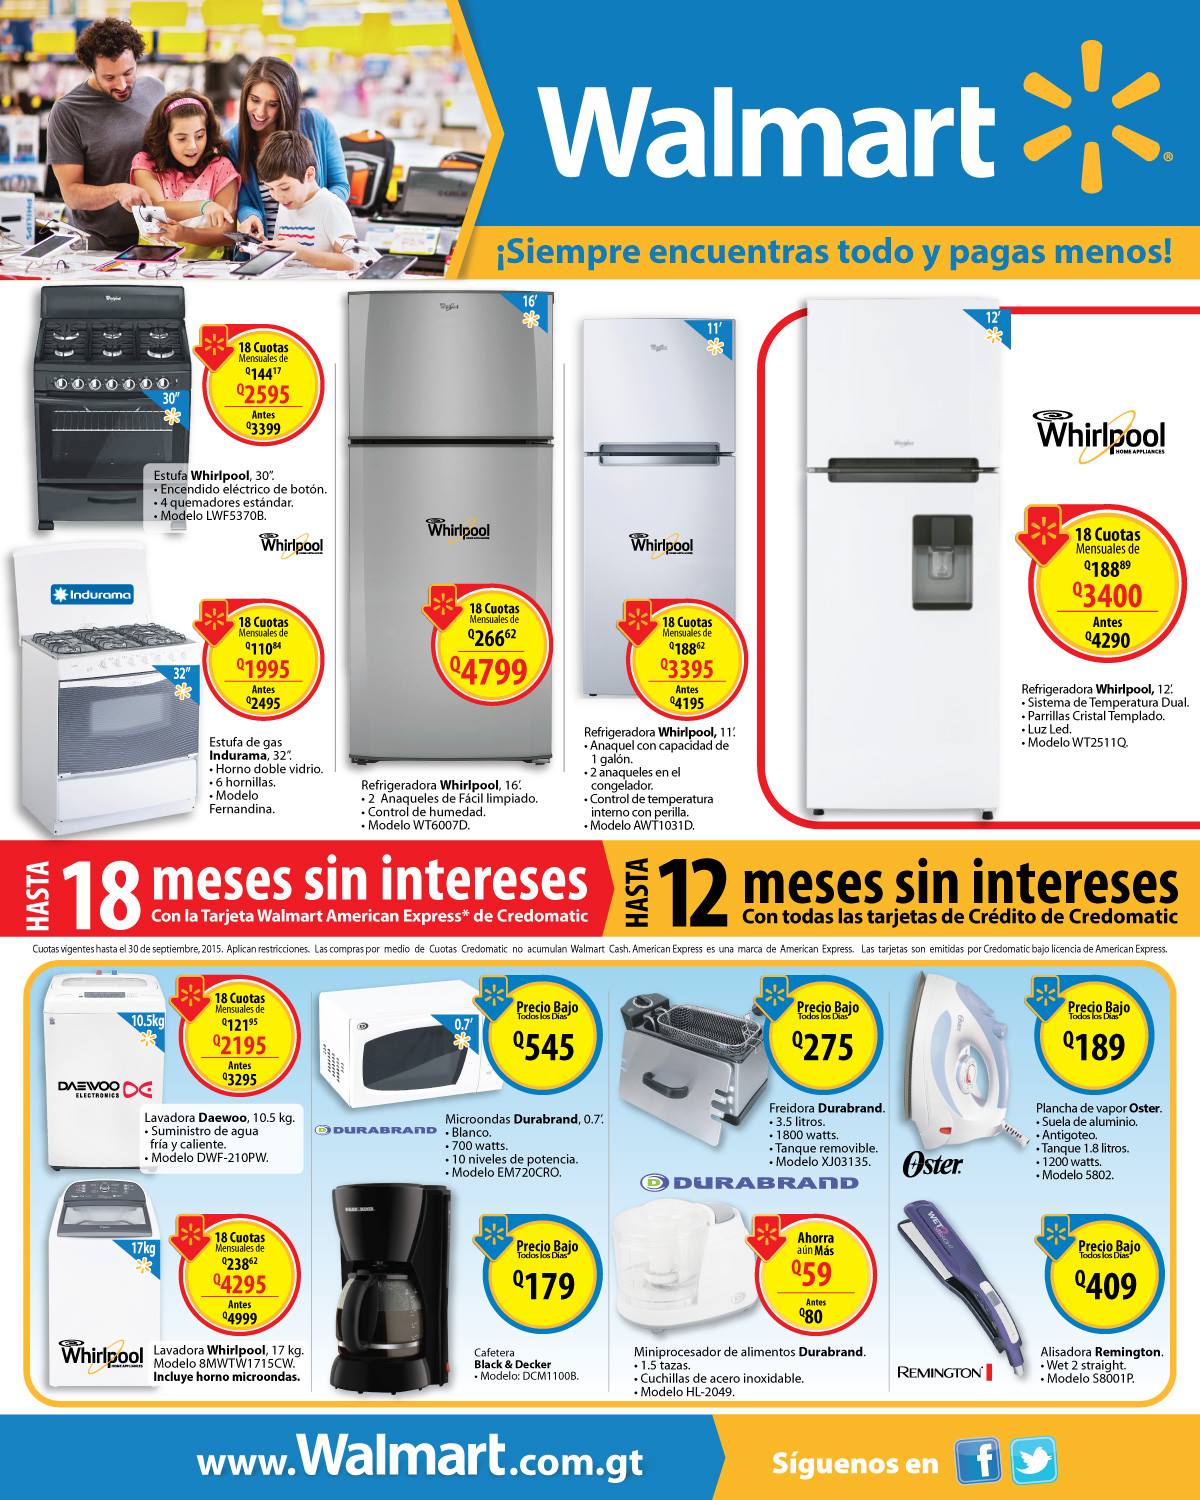 Walmart
¡Siempre encuentras todo y pagas menos!
30”
18 Cuotas
Mensuales de
Q144¹⁷
Q2595
Antes
Q3399
Estufa Whirlpool, 30”.
• Encendido eléctrico de botón.
• 4 quemadores estándar.
• Modelo LWF5370B.
Whirlpool
Indurama
32”
18 Cuotas
Mensuales de
Q110⁸⁴
Q1995
Antes
Q2495
Estufa de gas
Indurama, 32”.
• Horno doble vidrio.
• 6 hornillas.
• Modelo
Fernandina.
16’
Whirlpool
18 Cuotas
Mensuales de
Q266⁶²
Q4799
Refrigeradora Whirlpool, 16’.
• 2 Anaqueles de Fácil limpiado.
• Control de humedad.
• Modelo WT6007D.
11’
Whirlpool
18 Cuotas
Mensuales de
Q188⁶²
Q3395
Antes
Q4195
Refrigeradora Whirlpool, 11’.
• Anaquel con capacidad de
1 galón.
• 2 anaqueles en el
congelador.
• Control de temperatura
interno con perilla.
• Modelo AWT1031D.
12’
Whirlpool
HOME APPLIANCES
18 Cuotas
Mensuales de
Q188⁸⁹
Q3400
Antes
Q4290
Refrigeradora Whirlpool, 12’.
• Sistema de Temperatura Dual.
• Parrillas Cristal Templado.
• Luz Led.
• Modelo WT2511Q.
HASTA 18 meses sin intereses
Con la Tarjeta Walmart American Express* de Credomatic
HASTA 12 meses sin intereses
Con todas las tarjetas de Crédito de Credomatic
Cuotas vigentes hasta el 30 de septiembre, 2015. Aplican restricciones. Las compras por medio de Cuotas Credomatic no acumulan Walmart Cash. American Express es una marca de American Express. Las tarjetas son emitidas por Credomatic bajo licencia de American Express.
10.5kg
DAEWOO
ELECTRONICS
18 Cuotas
Mensuales de
Q121⁹⁵
Q2195
Antes
Q3295
Lavadora Daewoo, 10.5 kg.
• Suministro de agua
fría y caliente.
• Modelo DWF-210PW.
0.7’
Precio Bajo
Todos los Días
Q545
DURABRAND
Microondas Durabrand, 0.7’.
• Blanco.
• 700 watts.
• 10 niveles de potencia.
• Modelo EM720CRO.
Precio Bajo
Todos los Días
Q275
Freidora Durabrand.
• 3.5 litros.
• 1800 watts.
• Tanque removible.
• Modelo XJ03135.
DURABRAND
Oster
Precio Bajo
Todos los Días
Q189
Oster
Plancha de vapor Oster.
• Suela de aluminio.
• Antigoteo.
• Tanque 1.8 litros.
• 1200 watts.
• Modelo 5802.
17kg
18 Cuotas
Mensuales de
Q238⁶²
Q4295
Antes
Q4999
Whirlpool
HOME APPLIANCES
Lavadora Whirlpool, 17 kg.
Modelo 8MWTW1715CW.
Incluye horno microondas.
BLACK & DECKER
Precio Bajo
Todos los Días
Q179
Cafetera
Black & Decker
• Modelo: DCM1100B.
Ahorra
aún Más
Q59
Antes
Q80
Miniprocesador de alimentos Durabrand.
• 1.5 tazas.
• Cuchillas de acero inoxidable.
• Modelo HL-2049.
Precio Bajo
Todos los Días
Q409
REMINGTON
Alisadora Remington.
• Wet 2 straight.
• Modelo S8001P.
www.Walmart.com.gt
Síguenos en